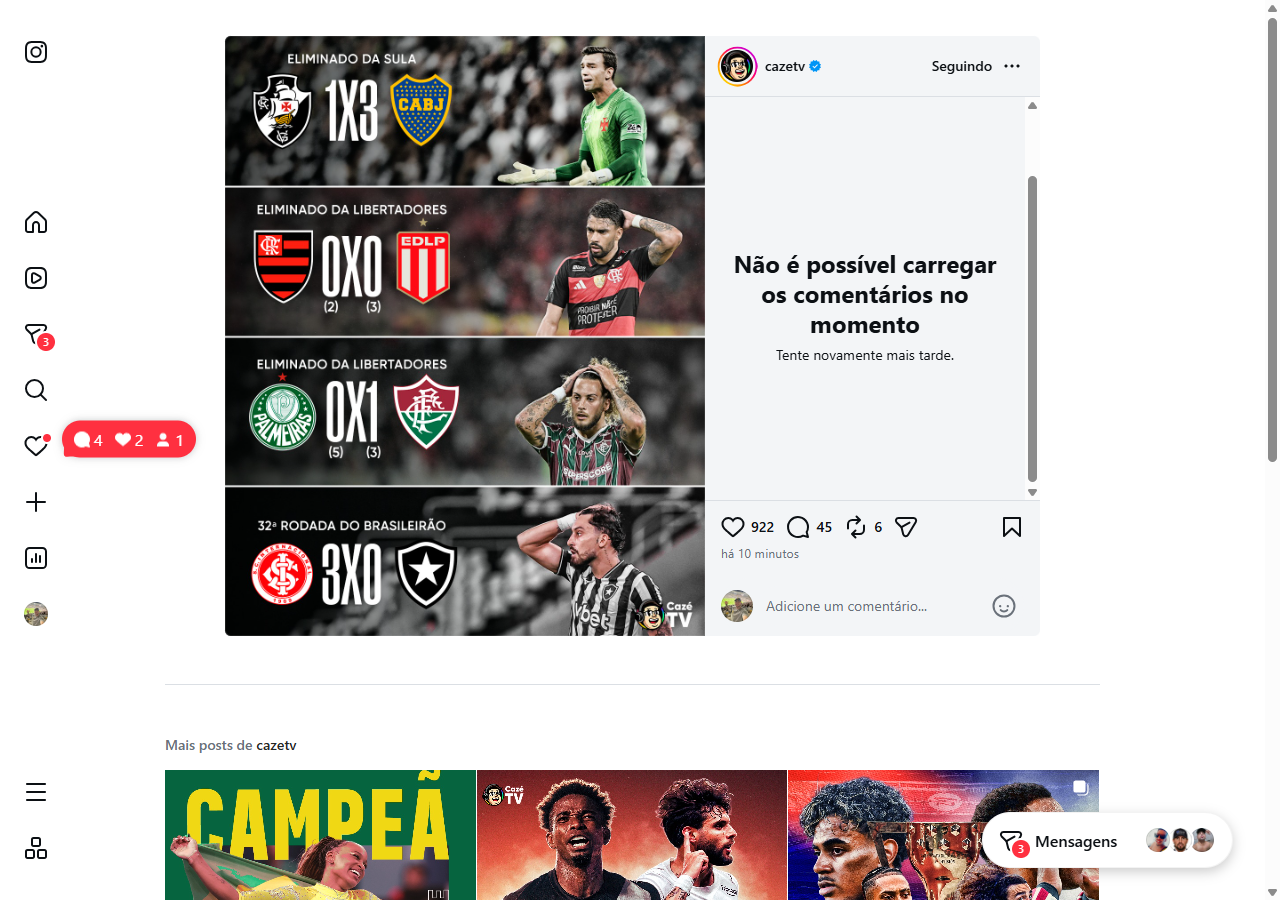 ELIMINADO DA SULA
1X3
CABJ
ELIMINADO DA LIBERTADORES
0X0
EDLP
(2) (3)
ELIMINADO DA LIBERTADORES
0X1
PALMEIRAS
(5) (3)
SUPERSCORE
32ª RODADA DO BRASILEIRÃO
3X0
Cazé
TV
cazetv
Seguindo
Não é possível carregar
os comentários no
momento
Tente novamente mais tarde.
922 45 6
há 10 minutos
Adicione um comentário...
3
4 2 1
Mais posts de cazetv
CAMPEÃ
Cazé
TV
3
Mensagens